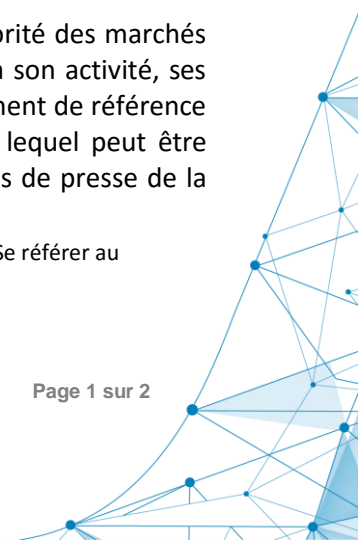 orité des marchés
son activité, ses
ment de référence
lequel peut être
s de presse de la
Se référer au
Page 1 sur 2